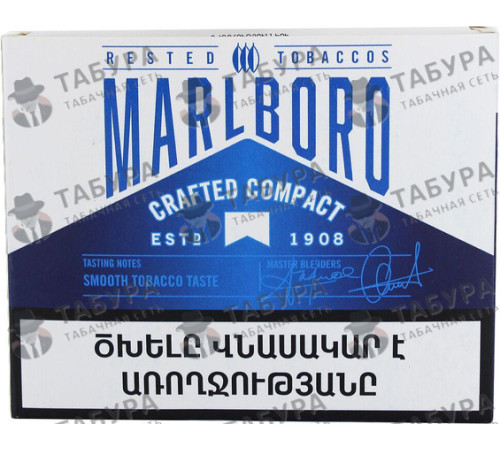 RESTED TOBACCOS
MARLBORO
CRAFTED COMPACT
ESTD 1908
TASTING NOTES
SMOOTH TOBACCO TASTE
MASTER BLENDERS
ԾԽԵԼԸ ՎՆԱՍԱԿԱՐ Է
ԱՌՈՂՋՈՒԹՅԱՆԸ
ТАБУРА
ТАБАЧНАЯ СЕТЬ